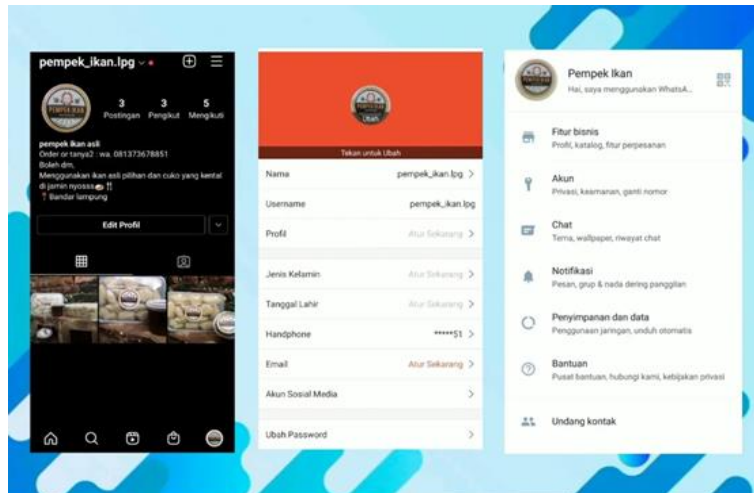 pempek_ikan.lpg
3 3 5
Postingan Pengikut Mengikuti
pempek ikan asli
Order or tanya2 : wa. 081373678851
Boleh dm,
Menggunakan ikan asli pilihan dan cuko yang kental
di jamin nyosss
Bandar lampung
Edit Profil
Ubah
Tekan untuk Ubah
Nama pempek_ikan.lpg
Username pempek_ikan.lpg
Profil Atur Sekarang
Jenis Kelamin Atur Sekarang
Tanggal Lahir Atur Sekarang
Handphone *****51
Email Atur Sekarang
Akun Sosial Media
Ubah Password
Pempek Ikan
Hai, saya menggunakan WhatsA...
Fitur bisnis
Profil, katalog, fitur perpesanan
Akun
Privasi, keamanan, ganti nomor
Chat
Tema, wallpaper, riwayat chat
Notifikasi
Pesan, grup & nada dering panggilan
Penyimpanan dan data
Penggunaan jaringan, unduh otomatis
Bantuan
Pusat bantuan, hubungi kami, kebijakan privasi
Undang kontak